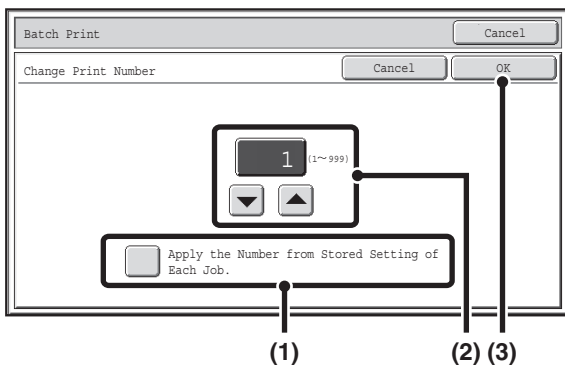 Batch Print Cancel
Change Print Number Cancel OK
1 (1～999)
Apply the Number from Stored Setting of
Each Job.
(1) (2) (3)